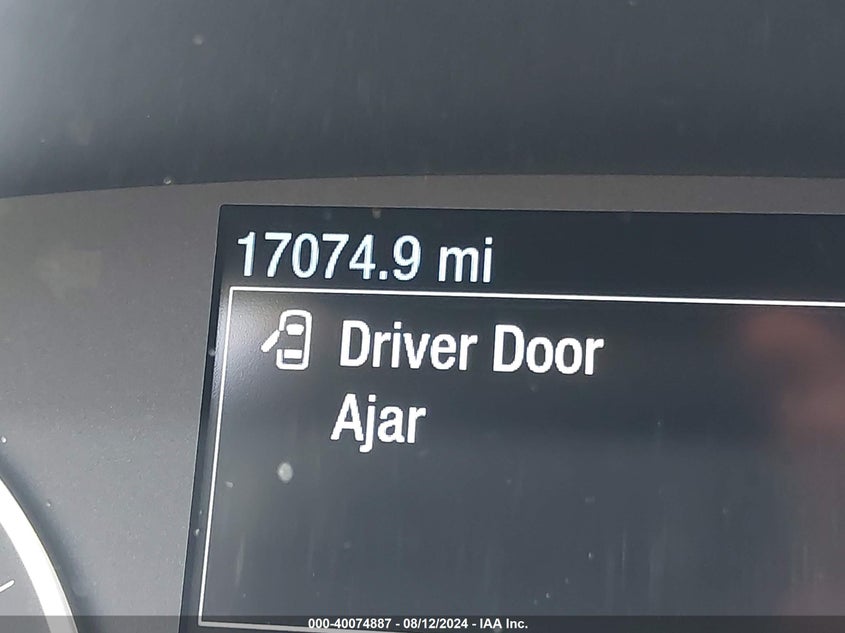 17074.9 mi
Driver Door
Ajar
000-40074887 - 08/12/2024 - IAA Inc.